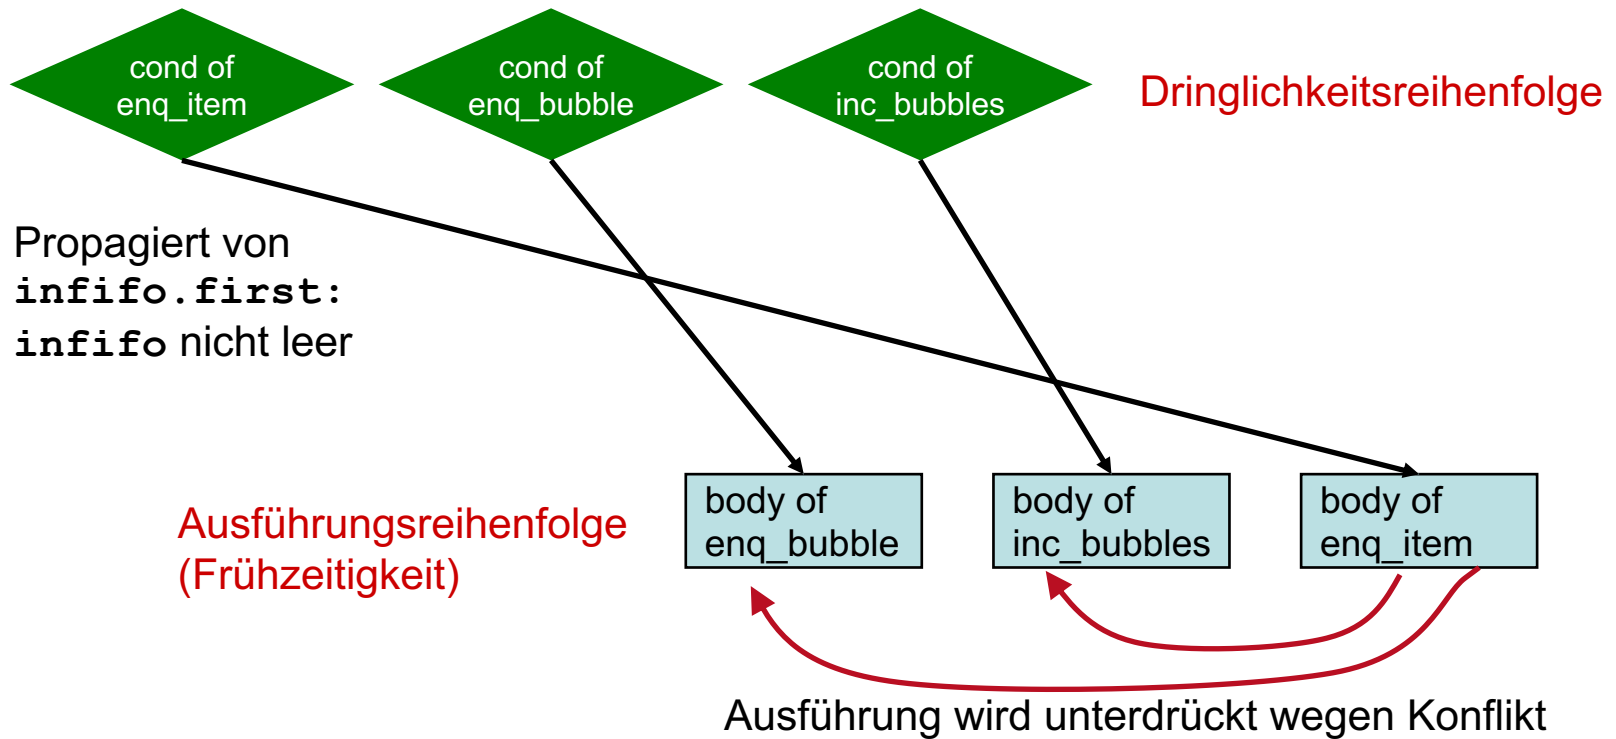 cond of
enq_item
cond of
enq_bubble
cond of
inc_bubbles
Dringlichkeitsreihenfolge
Propagiert von
infifo.first:
infifo nicht leer
Ausführungsreihenfolge
(Frühzeitigkeit)
body of
enq_bubble
body of
inc_bubbles
body of
enq_item
Ausführung wird unterdrückt wegen Konflikt